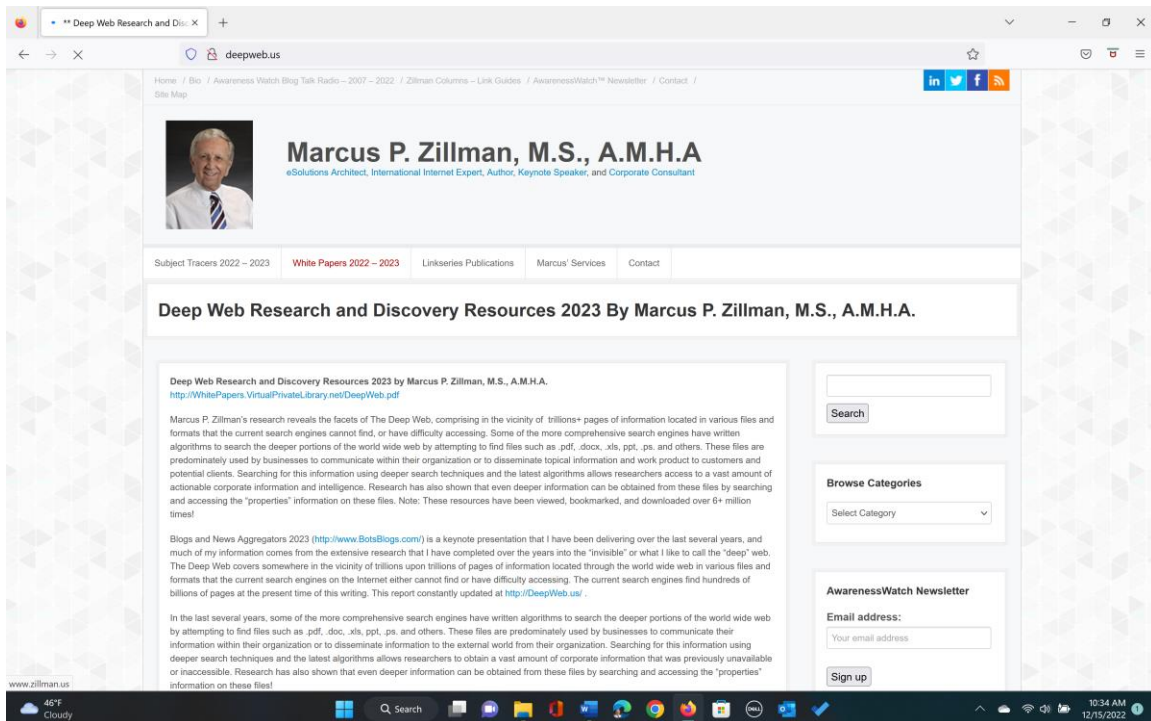 ** Deep Web Research and Disc
deepweb.us
Home / Bio / Awareness Watch Blog Talk Radio – 2007 – 2022 / Zillman Columns – Link Guides / AwarenessWatch™ Newsletter / Contact /
Site Map
in
f
Marcus P. Zillman, M.S., A.M.H.A
eSolutions Architect, International Internet Expert, Author, Keynote Speaker, and Corporate Consultant
Subject Tracers 2022 – 2023 White Papers 2022 – 2023 Linkseries Publications Marcus' Services Contact
Deep Web Research and Discovery Resources 2023 By Marcus P. Zillman, M.S., A.M.H.A.
Deep Web Research and Discovery Resources 2023 by Marcus P. Zillman, M.S., A.M.H.A.
http://WhitePapers.VirtualPrivateLibrary.net/DeepWeb.pdf
Marcus P. Zillman's research reveals the facets of The Deep Web, comprising in the vicinity of trillions+ pages of information located in various files and
formats that the current search engines cannot find, or have difficulty accessing. Some of the more comprehensive search engines have written
algorithms to search the deeper portions of the world wide web by attempting to find files such as .pdf, .docx, .xls, ppt, .ps. and others. These files are
predominately used by businesses to communicate within their organization or to disseminate topical information and work product to customers and
potential clients. Searching for this information using deeper search techniques and the latest algorithms allows researchers access to a vast amount of
actionable corporate information and intelligence. Research has also shown that even deeper information can be obtained from these files by searching
and accessing the "properties" information on these files. Note: These resources have been viewed, bookmarked, and downloaded over 6+ million
times!
Blogs and News Aggregators 2023 (http://www.BotsBlogs.com/) is a keynote presentation that I have been delivering over the last several years, and
much of my information comes from the extensive research that I have completed over the years into the "invisible" or what I like to call the "deep" web.
The Deep Web covers somewhere in the vicinity of trillions upon trillions of pages of information located through the world wide web in various files and
formats that the current search engines on the Internet either cannot find or have difficulty accessing. The current search engines find hundreds of
billions of pages at the present time of this writing. This report constantly updated at http://DeepWeb.us/ .
In the last several years, some of the more comprehensive search engines have written algorithms to search the deeper portions of the world wide web
by attempting to find files such as .pdf, .doc, .xls, ppt, .ps. and others. These files are predominately used by businesses to communicate their
information within their organization or to disseminate information to the external world from their organization. Searching for this information using
deeper search techniques and the latest algorithms allows researchers to obtain a vast amount of corporate information that was previously unavailable
or inaccessible. Research has also shown that even deeper information can be obtained from these files by searching and accessing the "properties"
information on these files!
Search
Browse Categories
Select Category
AwarenessWatch Newsletter
Email address:
Your email address
Sign up
www.zillman.us
46°F
Cloudy
Search
DELL
10:34 AM
12/15/2022
1